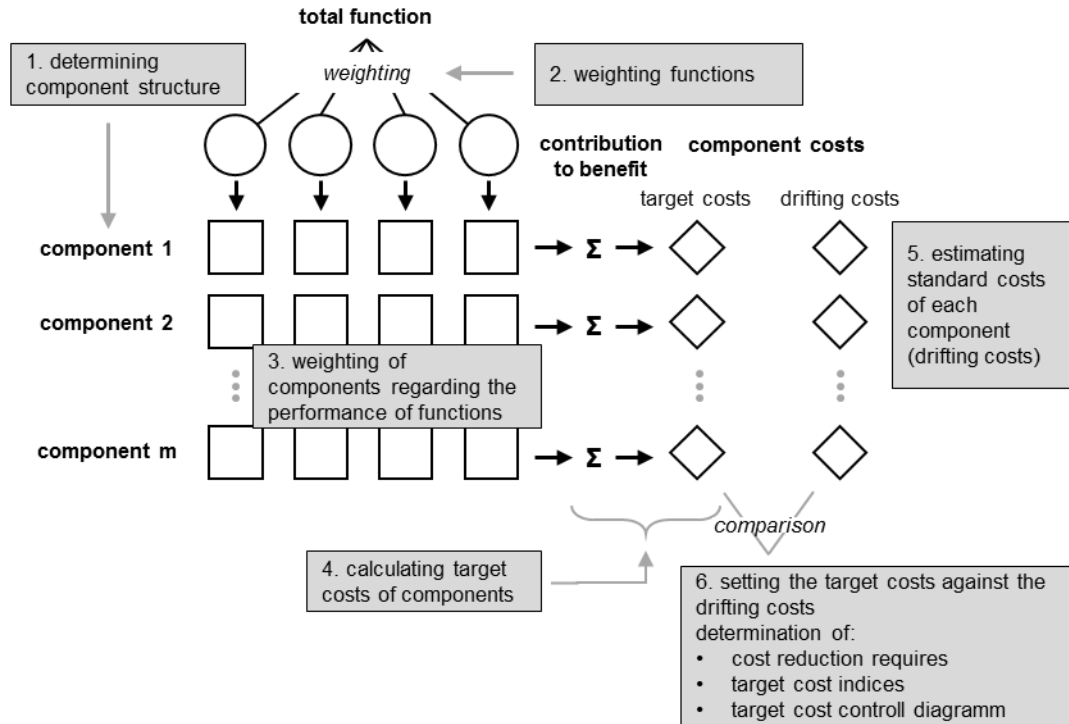 total function
1. determining
component structure
weighting
2. weighting functions
contribution
to benefit
component costs
target costs
drifting costs
component 1
Σ
5. estimating
standard costs
of each
component
(drifting costs)
component 2
Σ
3. weighting of
components regarding the
performance of functions
component m
Σ
comparison
4. calculating target
costs of components
6. setting the target costs against the
drifting costs
determination of:
• cost reduction requires
• target cost indices
• target cost controll diagramm